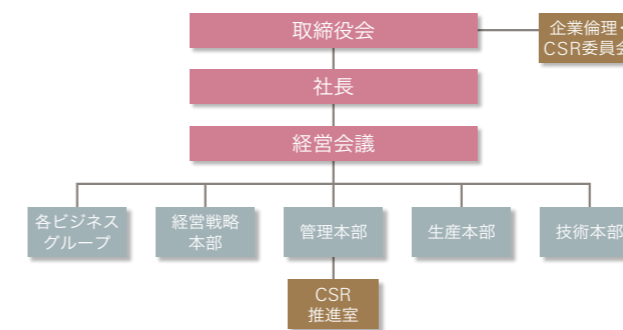 取締役会
企業倫理・
CSR委員会
社長
経営会議
各ビジネス
グループ
経営戦略
本部
管理本部
生産本部
技術本部
CSR
推進室